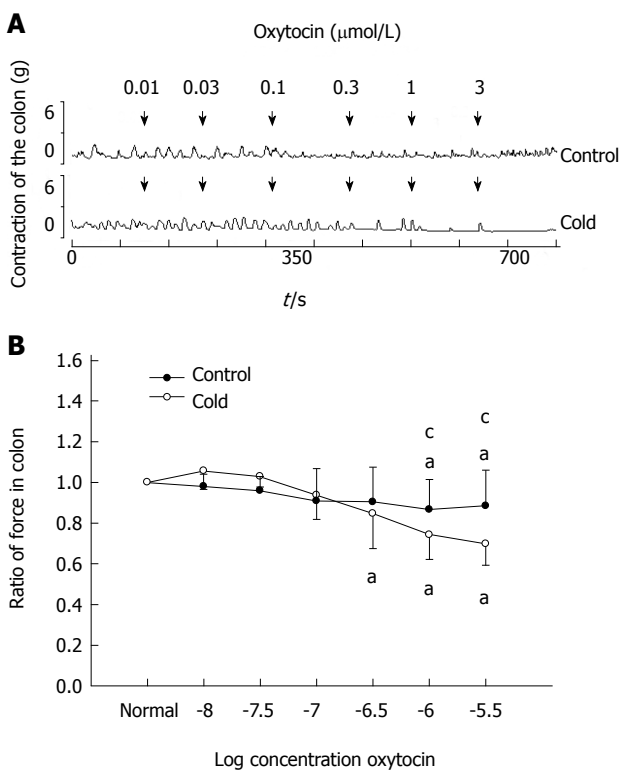 A
Oxytocin (μmol/L)
0.01 0.03 0.1 0.3 1 3
Contraction of the colon (g)
6
0
Control
6
0
Cold
0 350 700
t/s
B
1.6
1.4
1.2
1.0
0.8
0.6
0.4
0.2
0.0
Ratio of force in colon
Control
Cold
c c
a a
a a a
Normal -8 -7.5 -7 -6.5 -6 -5.5
Log concentration oxytocin